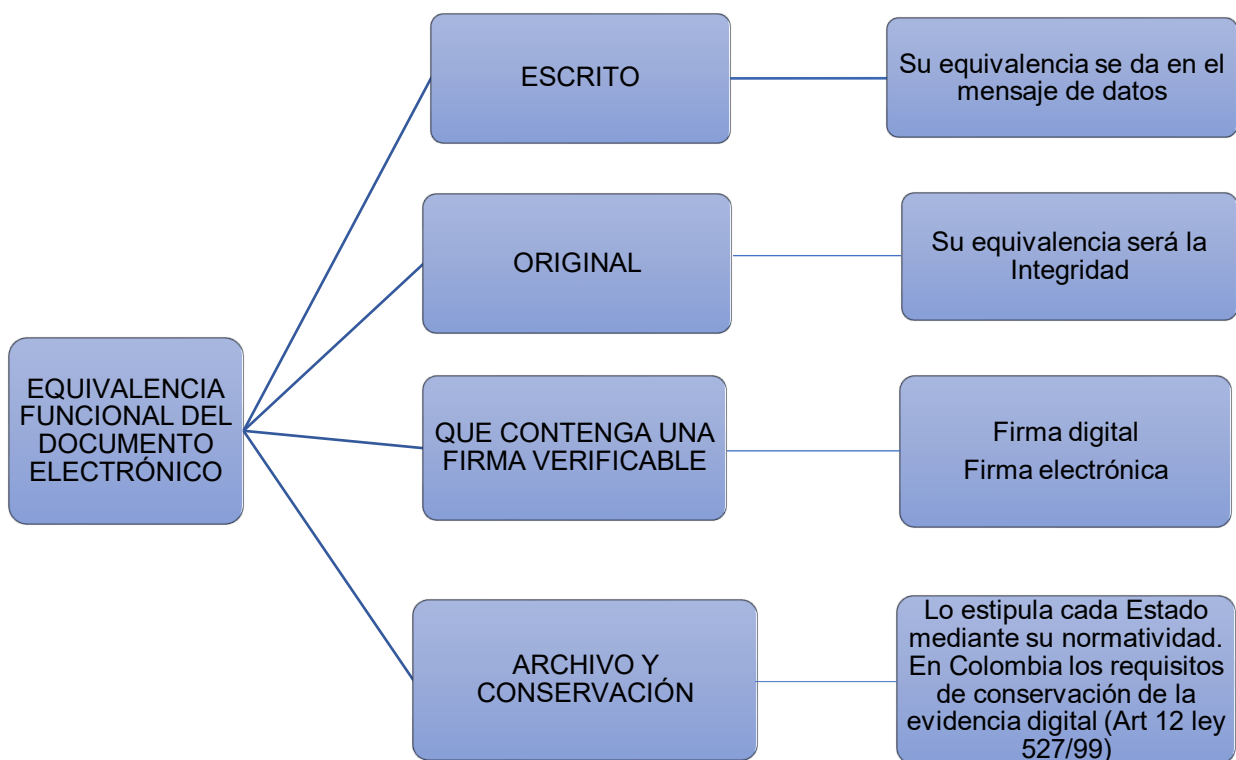 EQUIVALENCIA
FUNCIONAL DEL
DOCUMENTO
ELECTRÓNICO
ESCRITO
Su equivalencia se da en el
mensaje de datos
ORIGINAL
Su equivalencia será la
Integridad
QUE CONTENGA UNA
FIRMA VERIFICABLE
Firma digital
Firma electrónica
ARCHIVO Y
CONSERVACIÓN
Lo estipula cada Estado
mediante su normatividad.
En Colombia los requisitos
de conservación de la
evidencia digital (Art 12 ley
527/99)